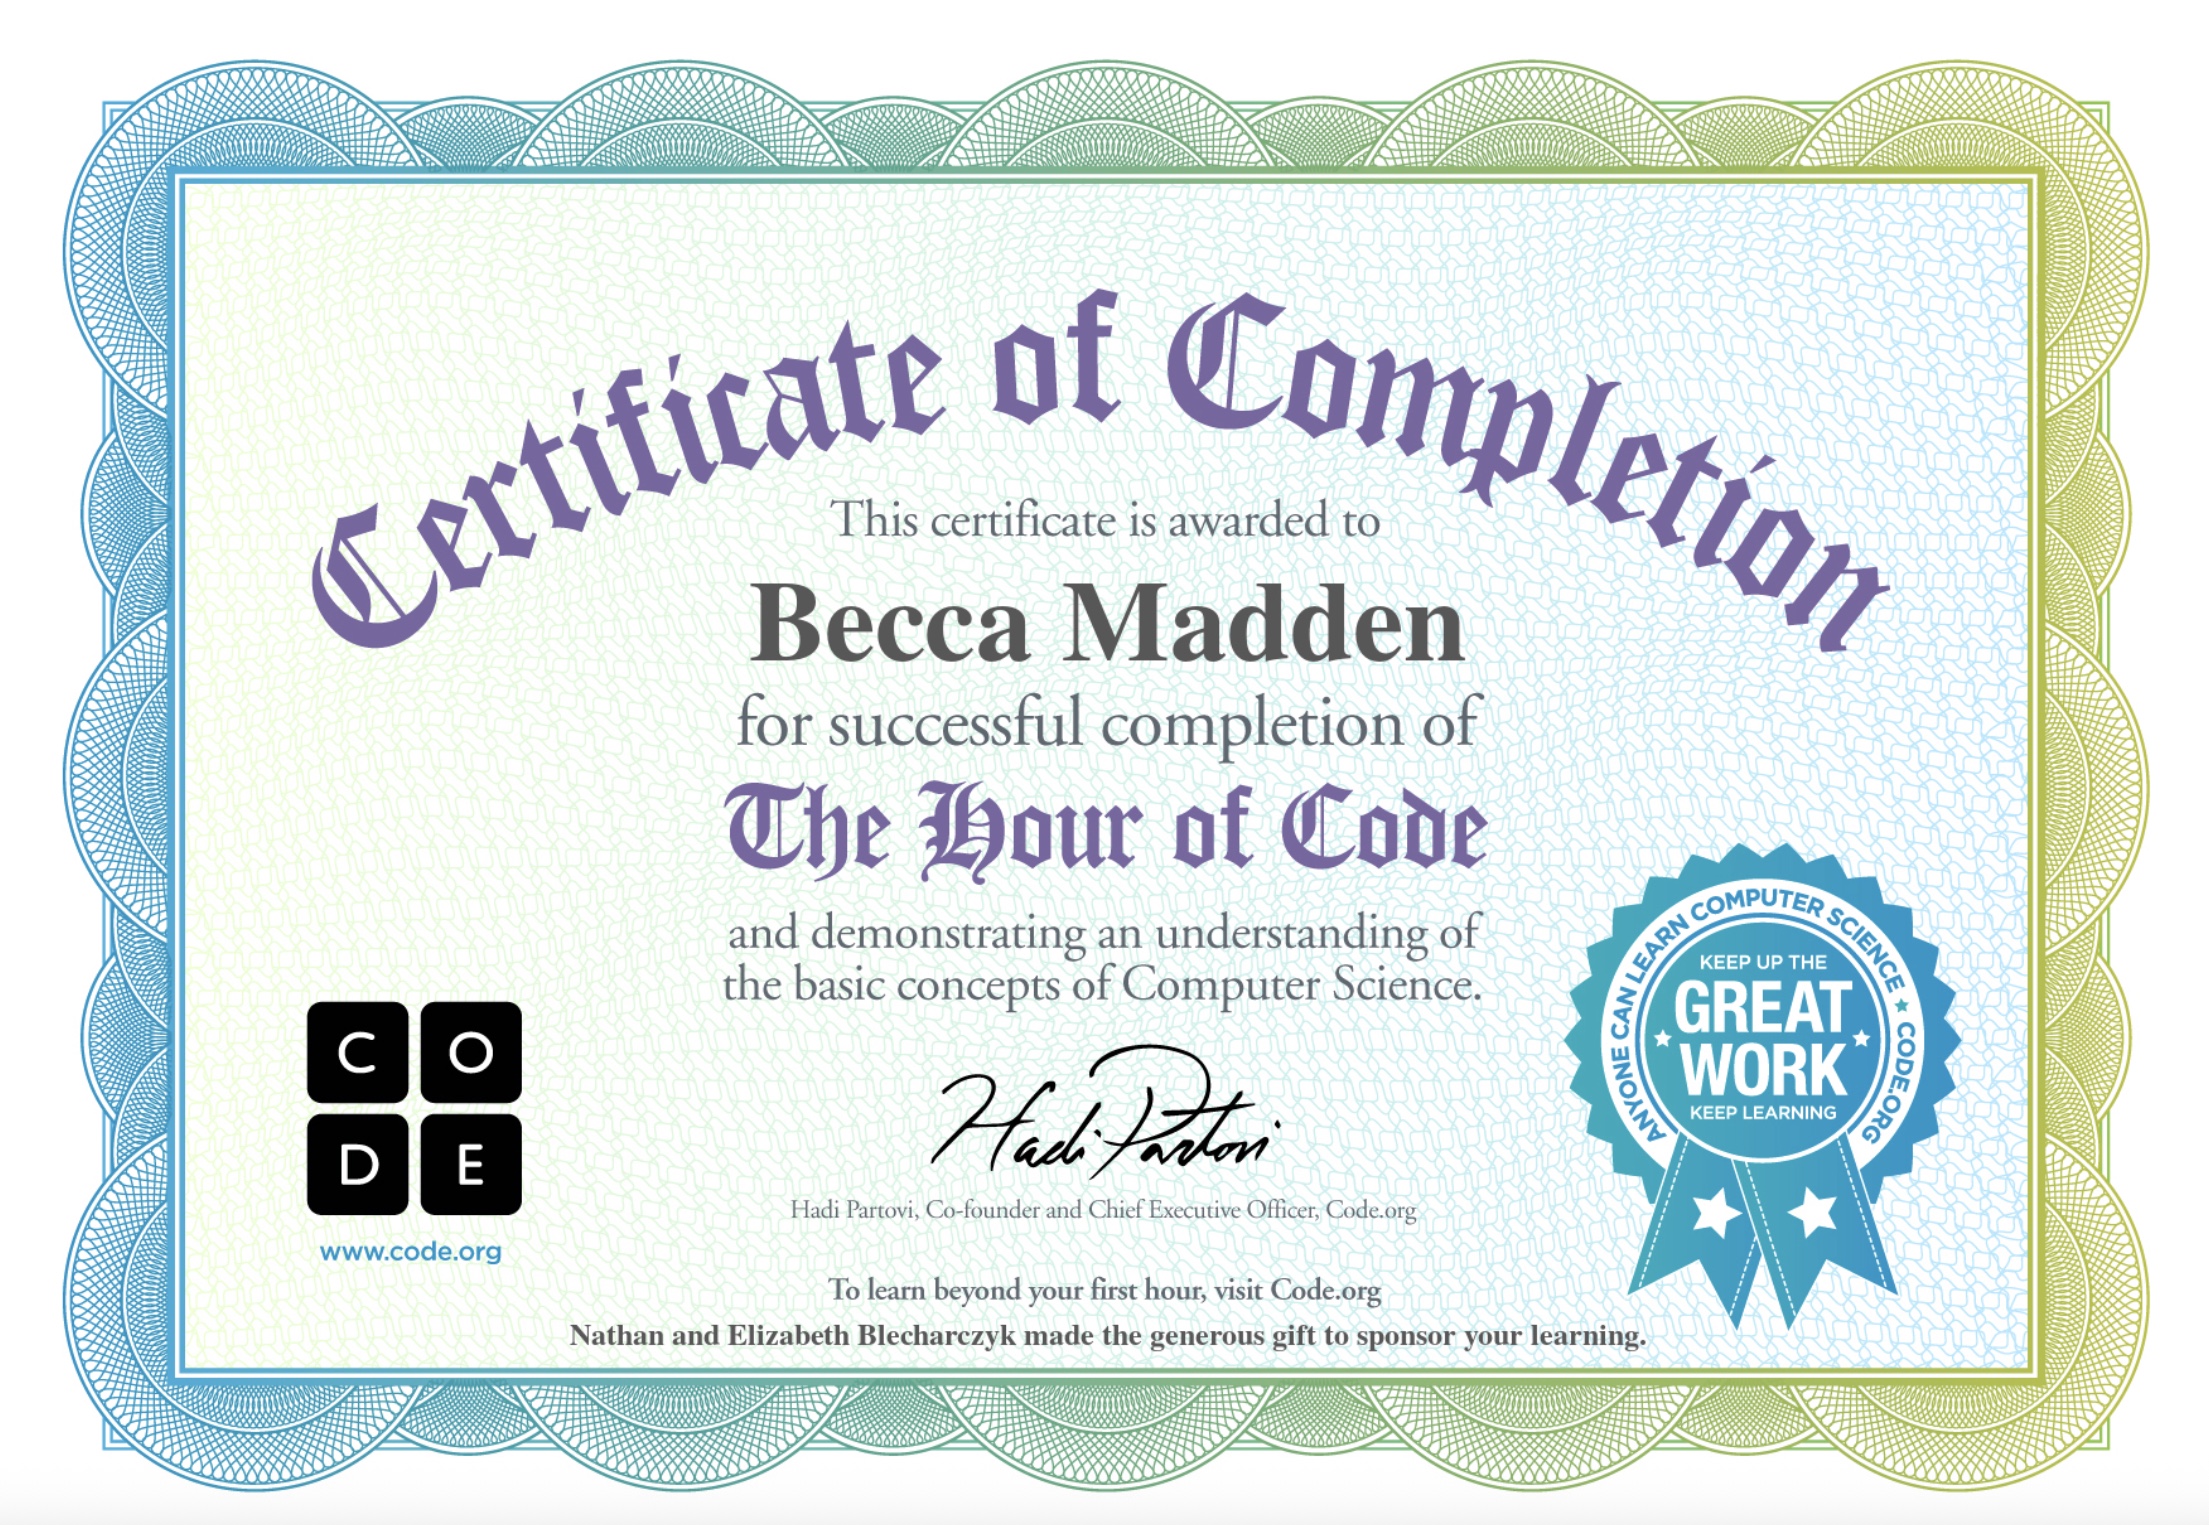 Certificate of Completion
This certificate is awarded to
Becca Madden
for successful completion of
The Hour of Code
and demonstrating an understanding of
the basic concepts of Computer Science.
C O
D E
www.code.org
Hadi Partovi
Hadi Partovi, Co-founder and Chief Executive Officer, Code.org
To learn beyond your first hour, visit Code.org
Nathan and Elizabeth Blecharczyk made the generous gift to sponsor your learning.
ANYONE CAN LEARN COMPUTER SCIENCE ★ CODE.ORG
KEEP UP THE
GREAT
WORK
KEEP LEARNING